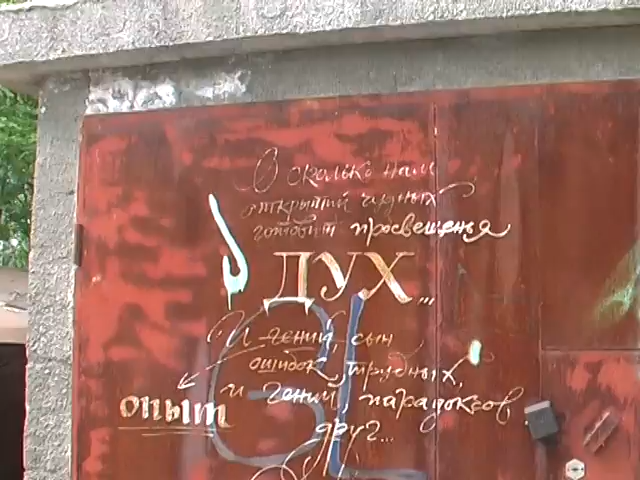 О сколько нам
открытий чудных
готовит просвещенья
ДУХ...
И гений, сын
ошибок трудных,
опыт
и гений, парадоксов
друг...